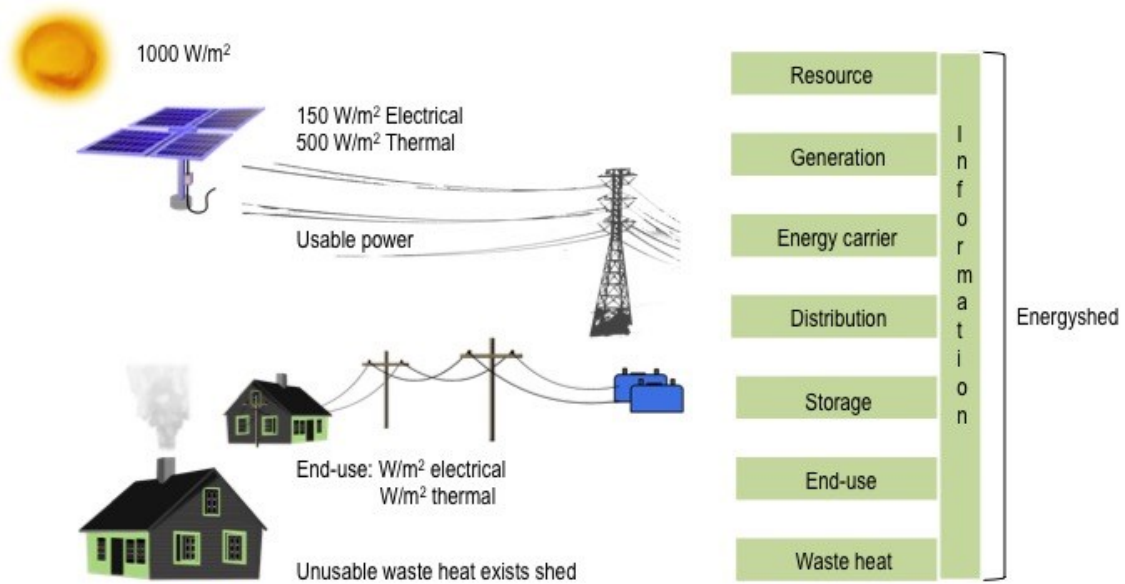 1000 W/m²
150 W/m² Electrical
500 W/m² Thermal
Usable power
End-use: W/m² electrical
W/m² thermal
Unusable waste heat exists shed
Resource
Generation
Energy carrier
Distribution
Storage
End-use
Waste heat
Information
Energyshed